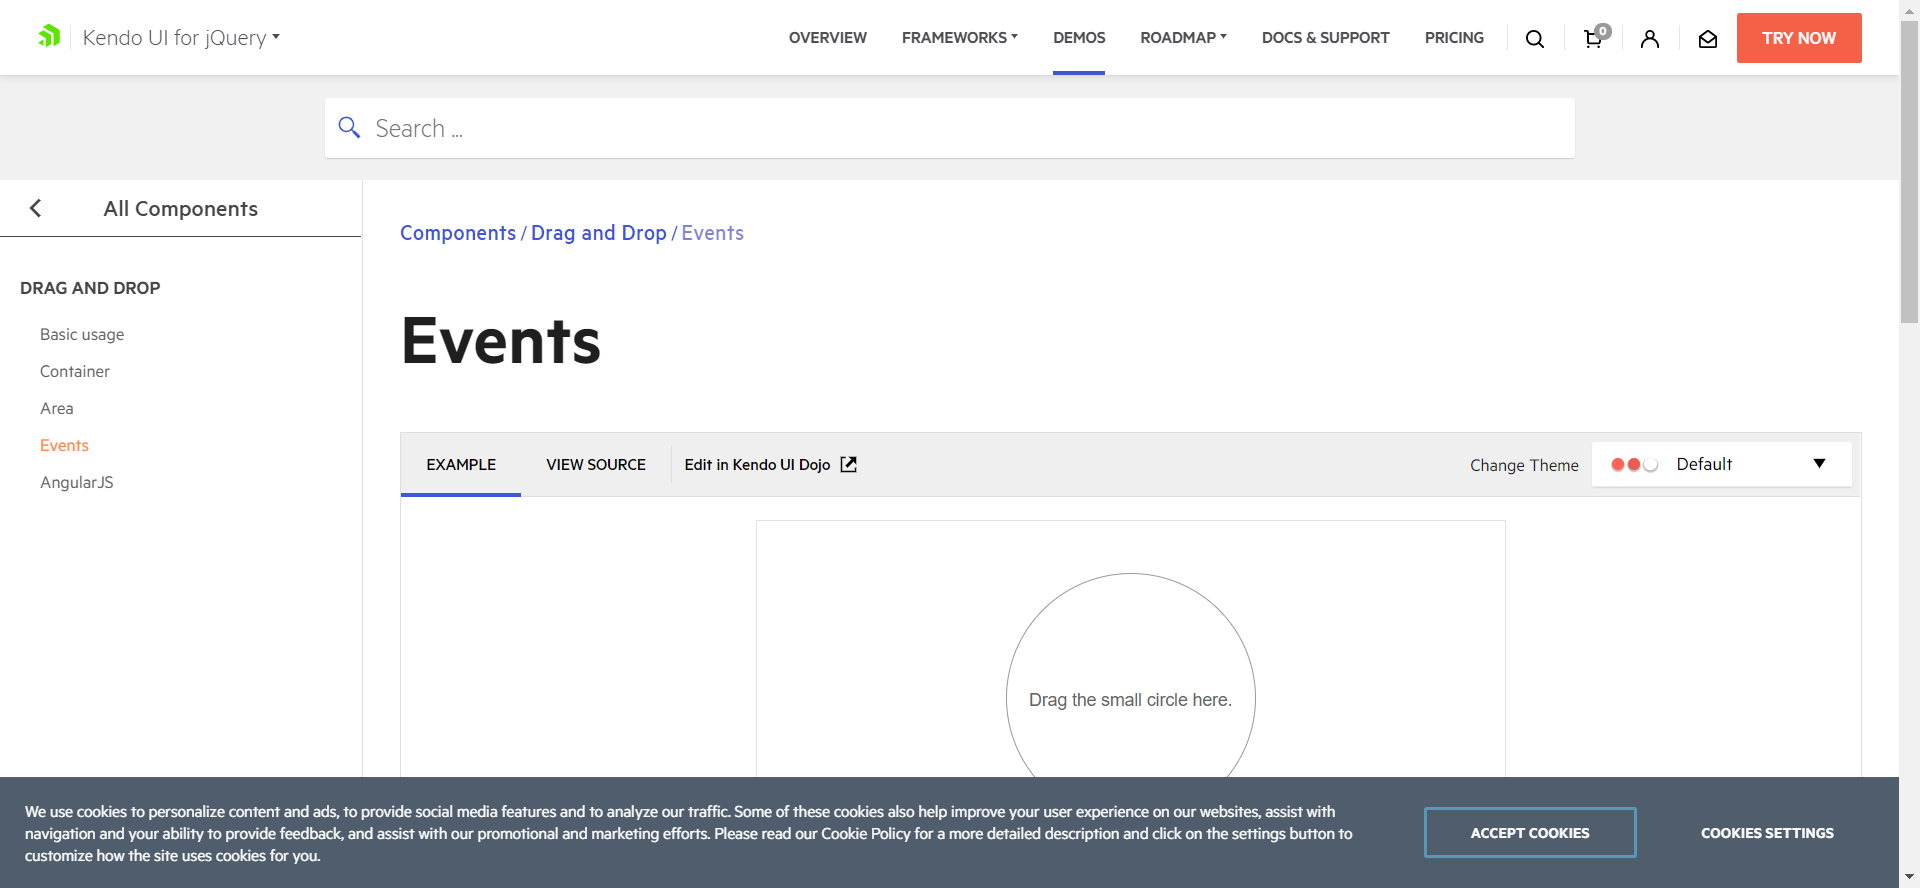 Kendo UI for jQuery
OVERVIEW
FRAMEWORKS
DEMOS
ROADMAP
DOCS & SUPPORT
PRICING
0
TRY NOW
Search ...
All Components
DRAG AND DROP
Basic usage
Container
Area
Events
AngularJS
Components / Drag and Drop / Events
Events
EXAMPLE
VIEW SOURCE
Edit in Kendo UI Dojo
Change Theme
Default
Drag the small circle here.
We use cookies to personalize content and ads, to provide social media features and to analyze our traffic. Some of these cookies also help improve your user experience on our websites, assist with
navigation and your ability to provide feedback, and assist with our promotional and marketing efforts. Please read our Cookie Policy for a more detailed description and click on the settings button to
customize how the site uses cookies for you.
ACCEPT COOKIES
COOKIES SETTINGS